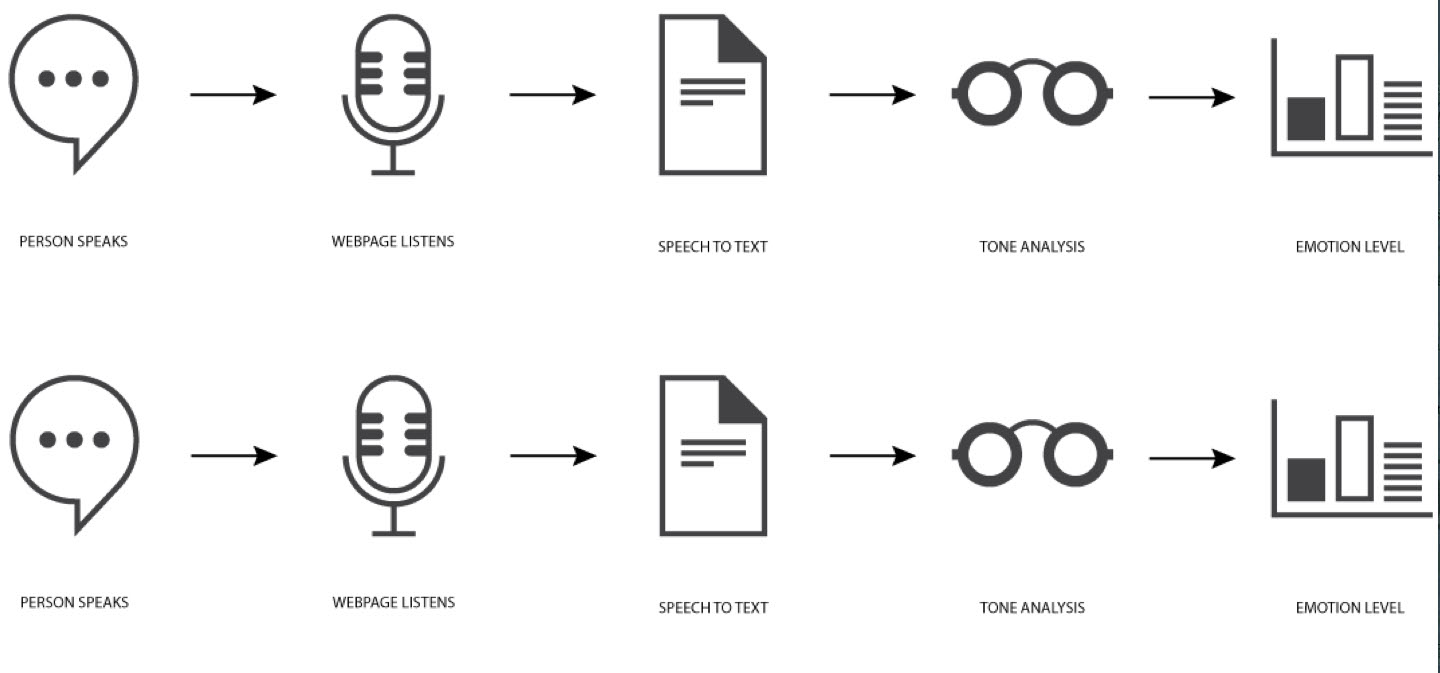 PERSON SPEAKS
WEBPAGE LISTENS
SPEECH TO TEXT
TONE ANALYSIS
EMOTION LEVEL
PERSON SPEAKS
WEBPAGE LISTENS
SPEECH TO TEXT
TONE ANALYSIS
EMOTION LEVEL